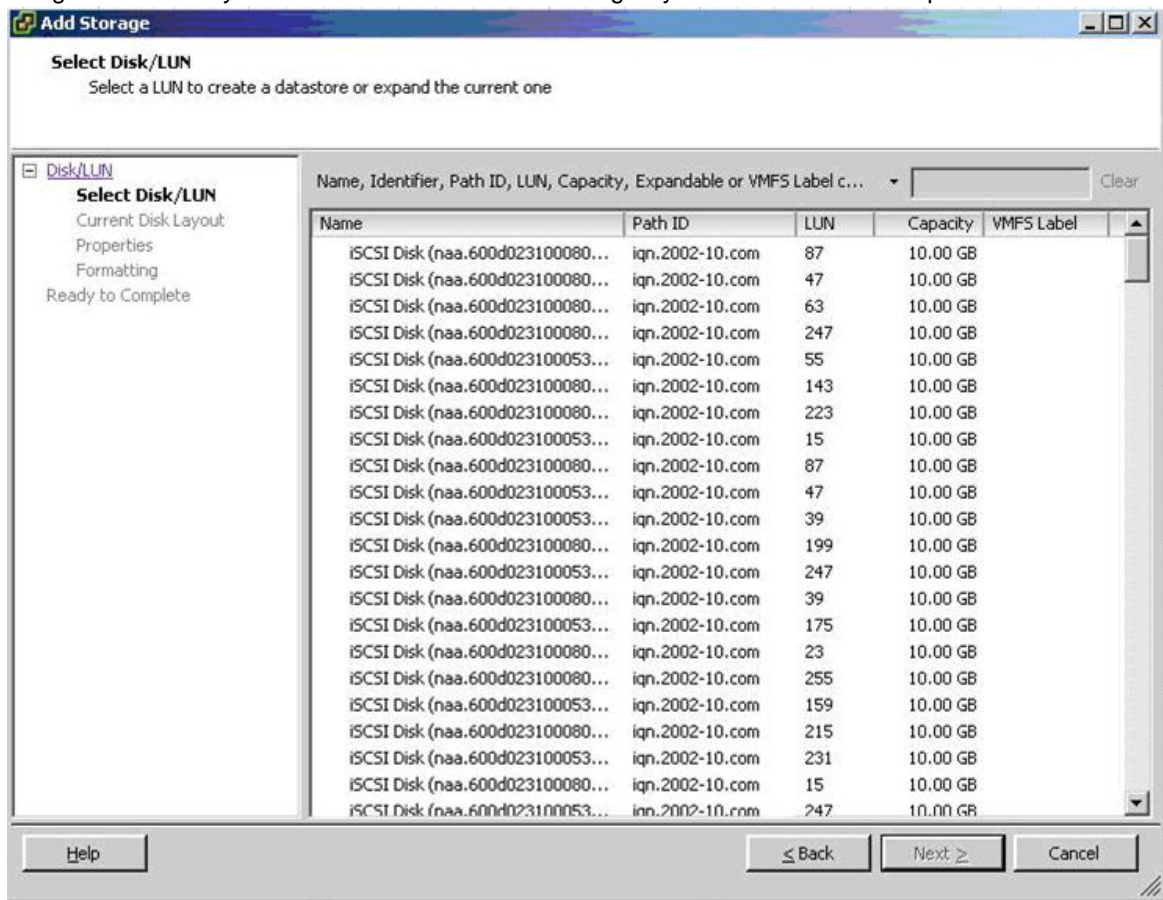 Add Storage
Select Disk/LUN
Select a LUN to create a datastore or expand the current one
Disk/LUN
Select Disk/LUN
Current Disk Layout
Properties
Formatting
Ready to Complete
Name, Identifier, Path ID, LUN, Capacity, Expandable or VMFS Label c... Clear
Name Path ID LUN Capacity VMFS Label
iSCSI Disk (naa.600d023100080... iqn.2002-10.com 87 10.00 GB
iSCSI Disk (naa.600d023100080... iqn.2002-10.com 47 10.00 GB
iSCSI Disk (naa.600d023100080... iqn.2002-10.com 63 10.00 GB
iSCSI Disk (naa.600d023100080... iqn.2002-10.com 247 10.00 GB
iSCSI Disk (naa.600d023100053... iqn.2002-10.com 55 10.00 GB
iSCSI Disk (naa.600d023100080... iqn.2002-10.com 143 10.00 GB
iSCSI Disk (naa.600d023100080... iqn.2002-10.com 223 10.00 GB
iSCSI Disk (naa.600d023100053... iqn.2002-10.com 15 10.00 GB
iSCSI Disk (naa.600d023100080... iqn.2002-10.com 87 10.00 GB
iSCSI Disk (naa.600d023100053... iqn.2002-10.com 47 10.00 GB
iSCSI Disk (naa.600d023100053... iqn.2002-10.com 39 10.00 GB
iSCSI Disk (naa.600d023100080... iqn.2002-10.com 199 10.00 GB
iSCSI Disk (naa.600d023100053... iqn.2002-10.com 247 10.00 GB
iSCSI Disk (naa.600d023100080... iqn.2002-10.com 39 10.00 GB
iSCSI Disk (naa.600d023100053... iqn.2002-10.com 175 10.00 GB
iSCSI Disk (naa.600d023100080... iqn.2002-10.com 23 10.00 GB
iSCSI Disk (naa.600d023100080... iqn.2002-10.com 255 10.00 GB
iSCSI Disk (naa.600d023100053... iqn.2002-10.com 159 10.00 GB
iSCSI Disk (naa.600d023100080... iqn.2002-10.com 215 10.00 GB
iSCSI Disk (naa.600d023100053... iqn.2002-10.com 231 10.00 GB
iSCSI Disk (naa.600d023100080... iqn.2002-10.com 15 10.00 GB
iSCSI Disk (naa.600d023100053... iqn.2002-10.com 247 10.00 GB
Help ≤ Back Next ≥ Cancel